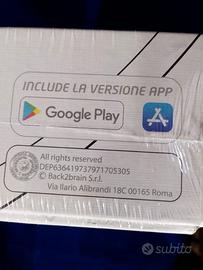 INCLUDE LA VERSIONE APP
Google Play
All rights reserved
DEP636419737971705305
© Back2brain S.r.l.
Via Ilario Alibrandi 18C 00165 Roma
subito